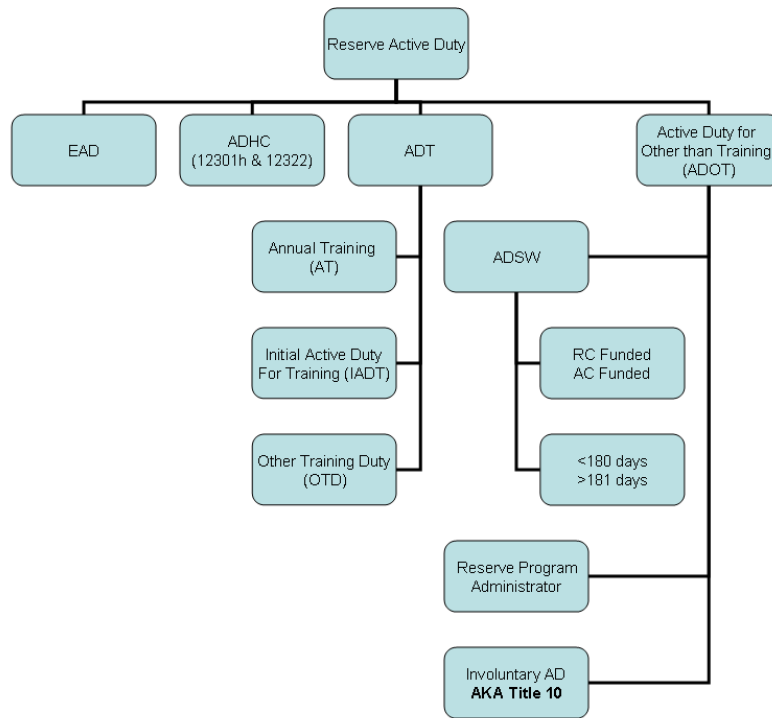 Reserve Active Duty
EAD
ADHC
(12301h & 12322)
ADT
Active Duty for
Other than Training
(ADOT)
Annual Training
(AT)
ADSW
Initial Active Duty
For Training (IADT)
RC Funded
AC Funded
Other Training Duty
(OTD)
<180 days
>181 days
Reserve Program
Administrator
Involuntary AD
AKA Title 10